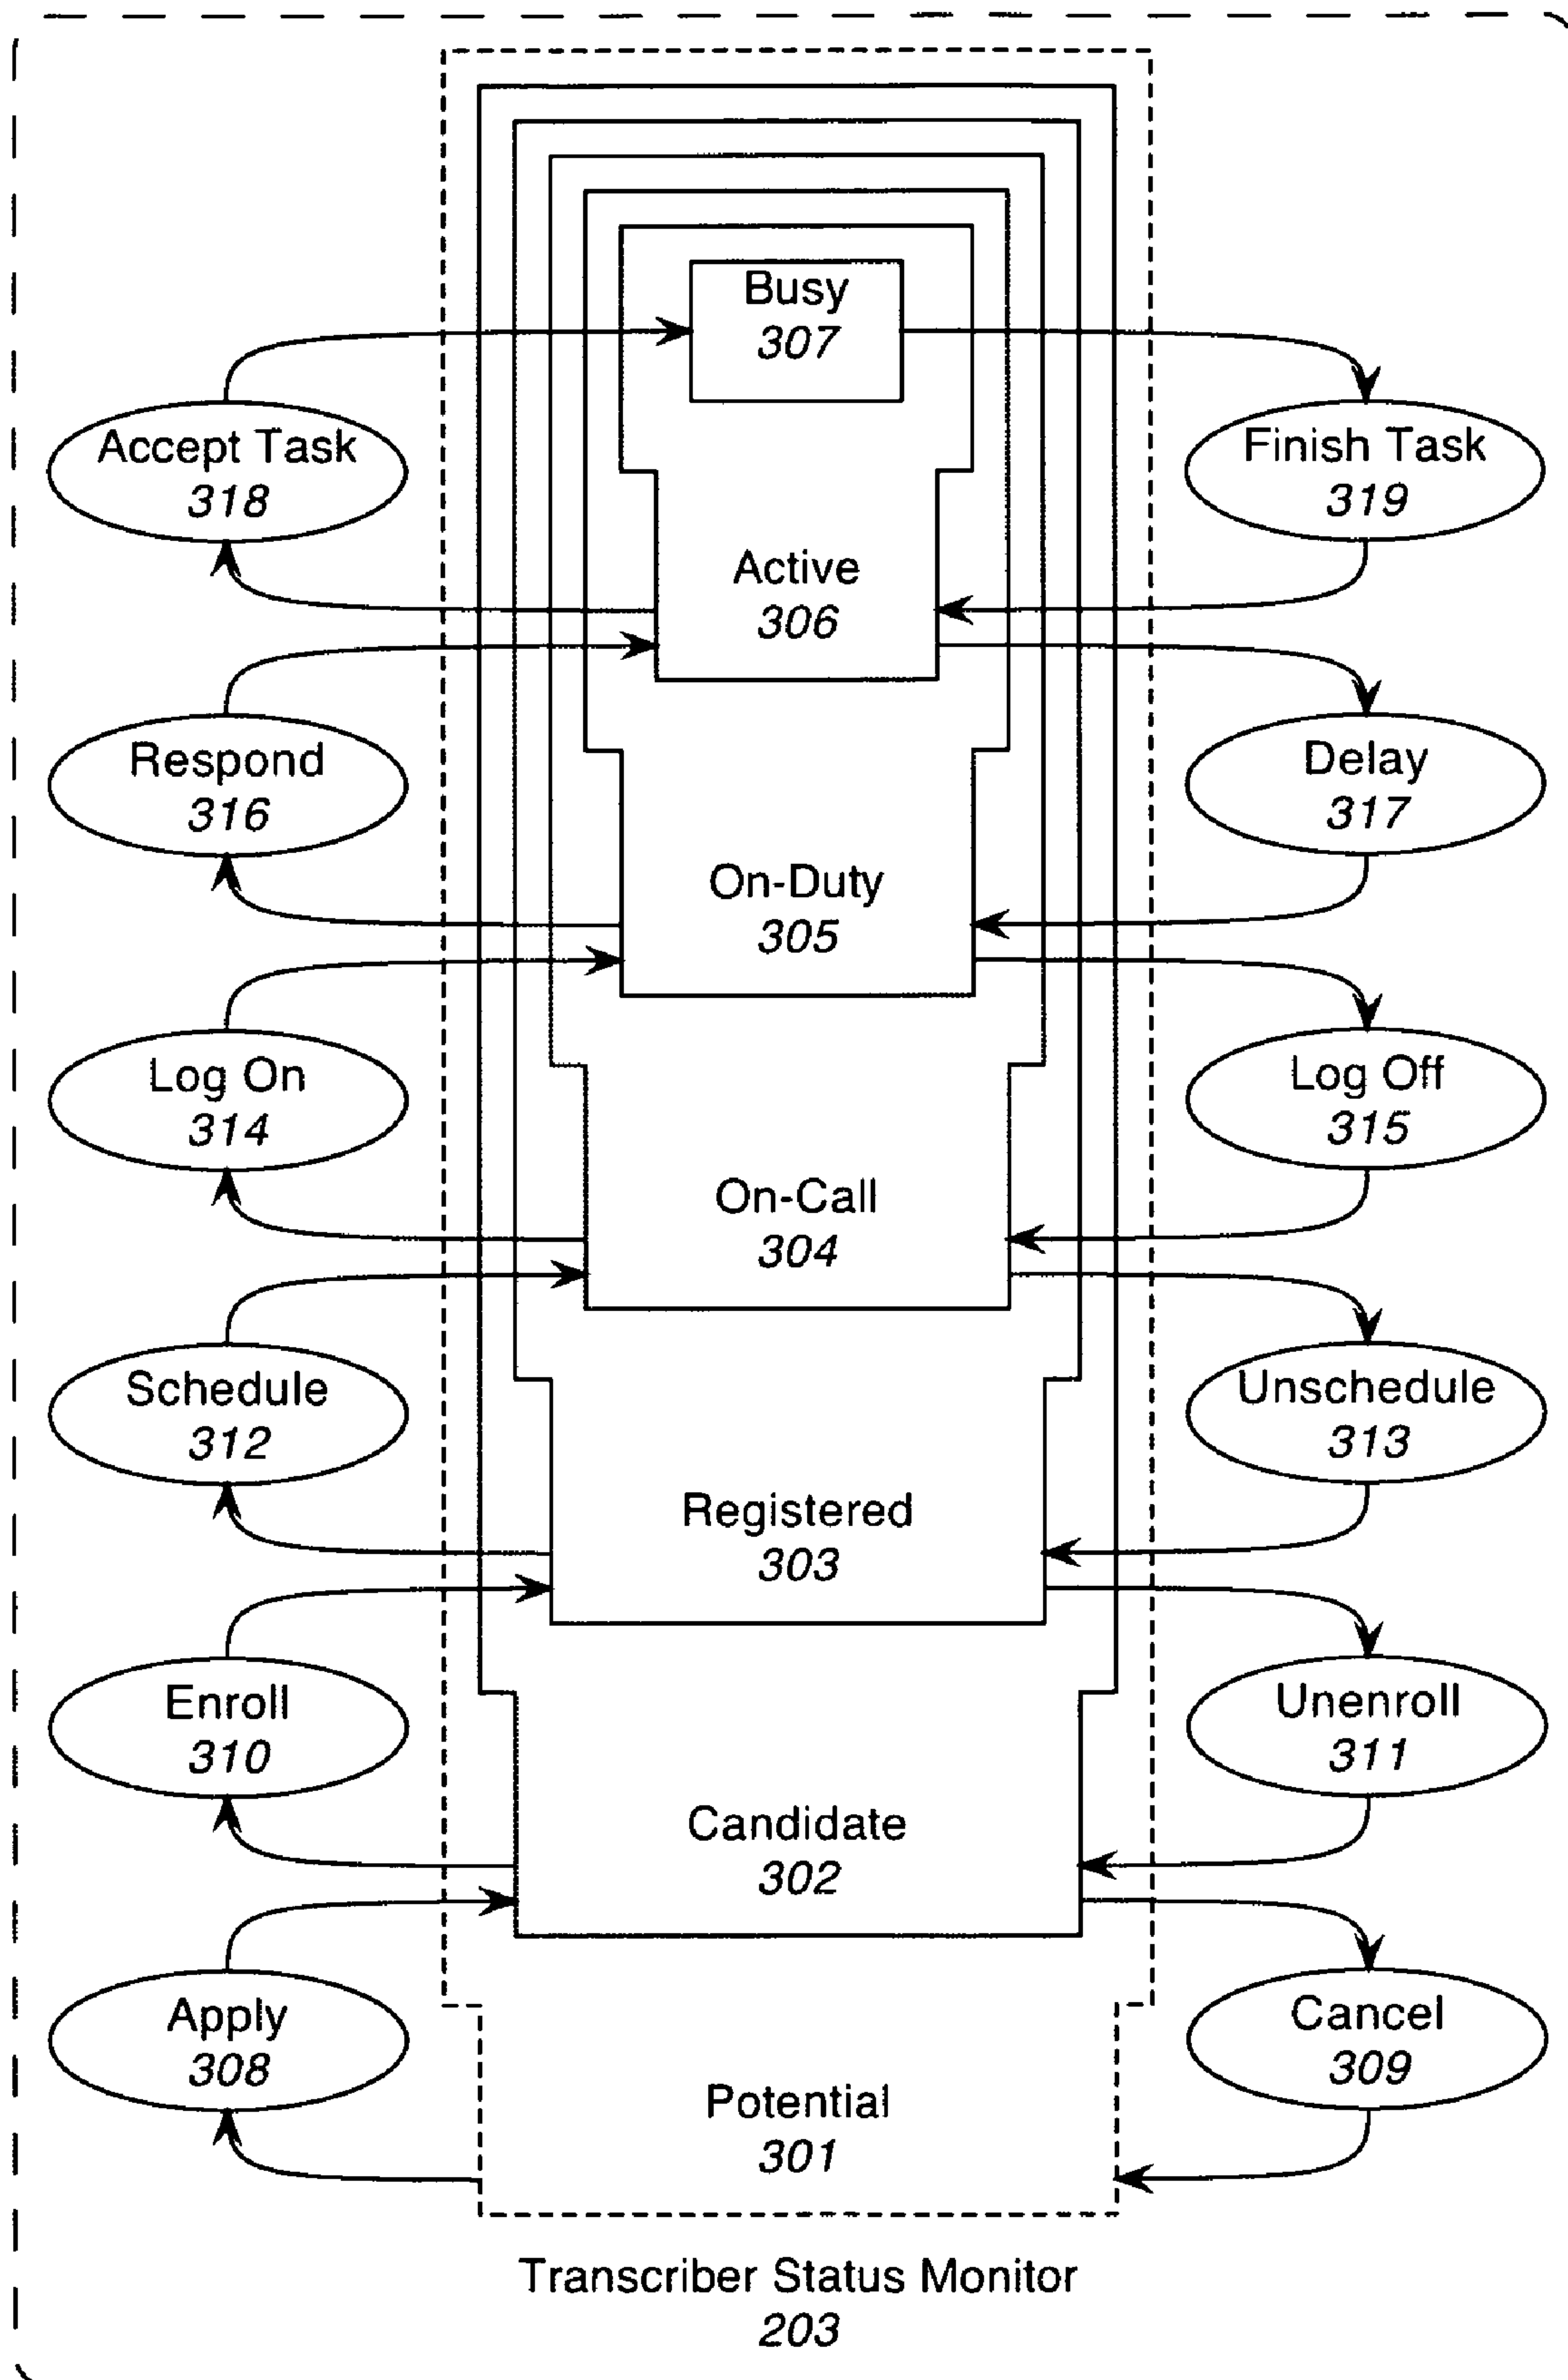 Busy
307
Accept Task
318
Finish Task
319
Active
306
Respond
316
Delay
317
On-Duty
305
Log On
314
Log Off
315
On-Call
304
Schedule
312
Unschedule
313
Registered
303
Enroll
310
Unenroll
311
Candidate
302
Apply
308
Cancel
309
Potential
301
Transcriber Status Monitor
203